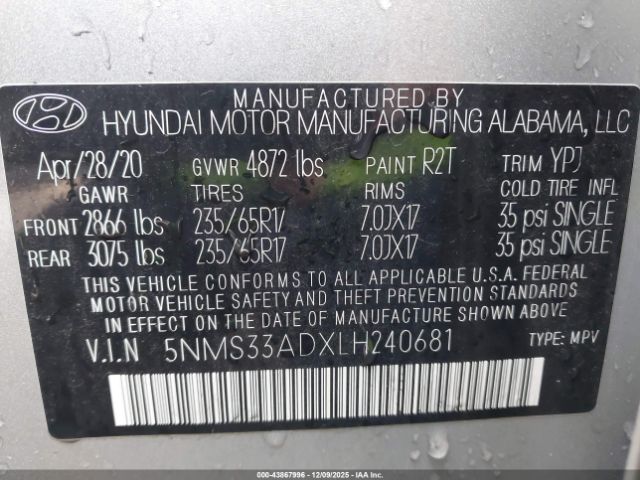 MANUFACTURED BY
HYUNDAI MOTOR MANUFACTURING ALABAMA, LLC
Apr/28/20 GVWR 4872 lbs PAINT R2T TRIM YPJ
GAWR TIRES RIMS COLD TIRE INFL
FRONT 2866 lbs 235/65R17 7.0JX17 35 psi SINGLE
REAR 3075 lbs 235/65R17 7.0JX17 35 psi SINGLE
THIS VEHICLE CONFORMS TO ALL APPLICABLE U.S.A. FEDERAL
MOTOR VEHICLE SAFETY AND THEFT PREVENTION STANDARDS
IN EFFECT ON THE DATE OF MANUFACTURE SHOWN ABOVE
V.I.N 5NMS33ADXLH240681 TYPE: MPV
000-43867996 12/09/2025 IAAI.COM